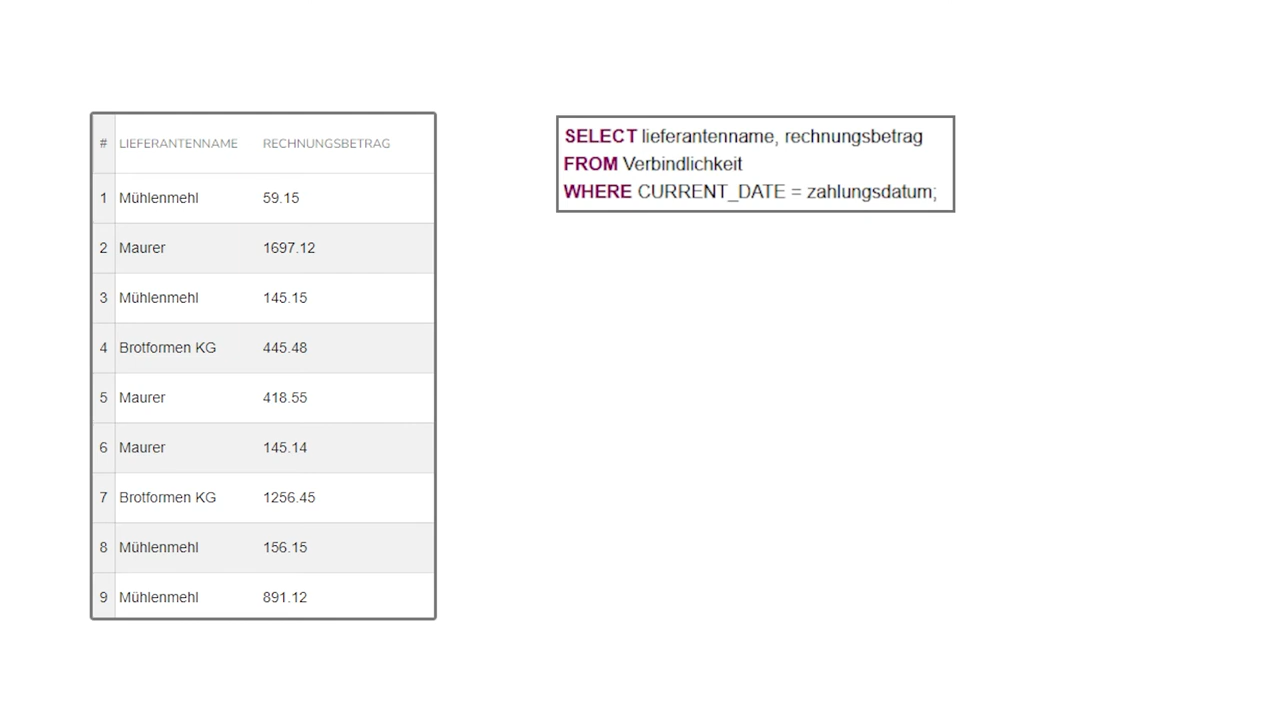 # LIEFERANTENNAME RECHNUNGSBETRAG
1 Mühlenmehl 59.15
2 Maurer 1697.12
3 Mühlenmehl 145.15
4 Brotformen KG 445.48
5 Maurer 418.55
6 Maurer 145.14
7 Brotformen KG 1256.45
8 Mühlenmehl 156.15
9 Mühlenmehl 891.12
SELECT lieferantenname, rechnungsbetrag
FROM Verbindlichkeit
WHERE CURRENT_DATE = zahlungsdatum;